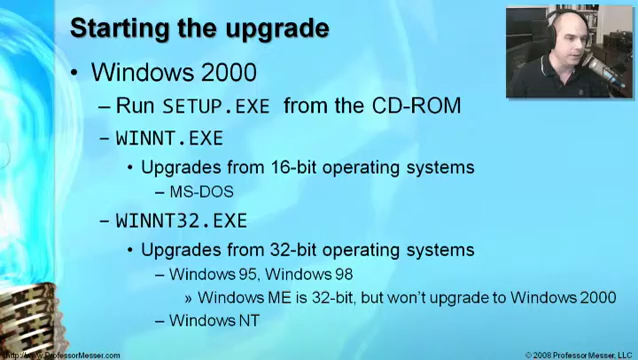 Starting the upgrade
• Windows 2000
– Run SETUP.EXE from the CD-ROM
– WINNT.EXE
• Upgrades from 16-bit operating systems
– MS-DOS
– WINNT32.EXE
• Upgrades from 32-bit operating systems
– Windows 95, Windows 98
» Windows ME is 32-bit, but won't upgrade to Windows 2000
– Windows NT
http://www.ProfessorMesser.com
© 2008 Professor Messer, LLC